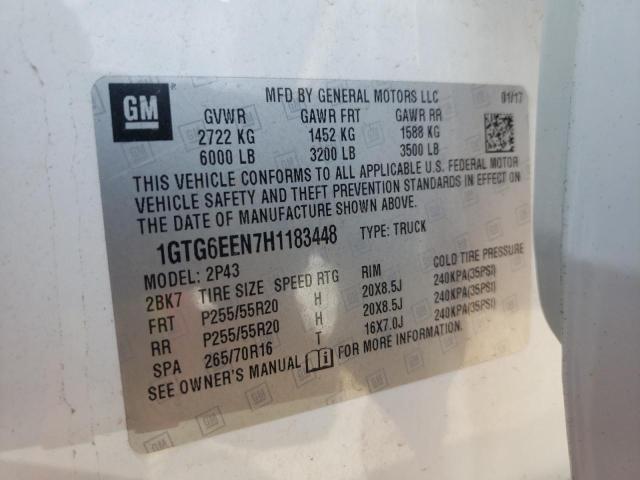 GM
MFD BY GENERAL MOTORS LLC 01/17
GVWR GAWR FRT GAWR RR
2722 KG 1452 KG 1588 KG
6000 LB 3200 LB 3500 LB
THIS VEHICLE CONFORMS TO ALL APPLICABLE U.S. FEDERAL MOTOR
VEHICLE SAFETY AND THEFT PREVENTION STANDARDS IN EFFECT ON
THE DATE OF MANUFACTURE SHOWN ABOVE.
1GTG6EEN7H1183448 TYPE: TRUCK
MODEL: 2P43
2BK7 TIRE SIZE SPEED RTG RIM COLD TIRE PRESSURE
FRT P255/55R20 H 20X8.5J 240KPA(35PSI)
RR P255/55R20 H 20X8.5J 240KPA(35PSI)
SPA 265/70R16 T 16X7.0J 240KPA(35PSI)
SEE OWNER'S MANUAL FOR MORE INFORMATION.